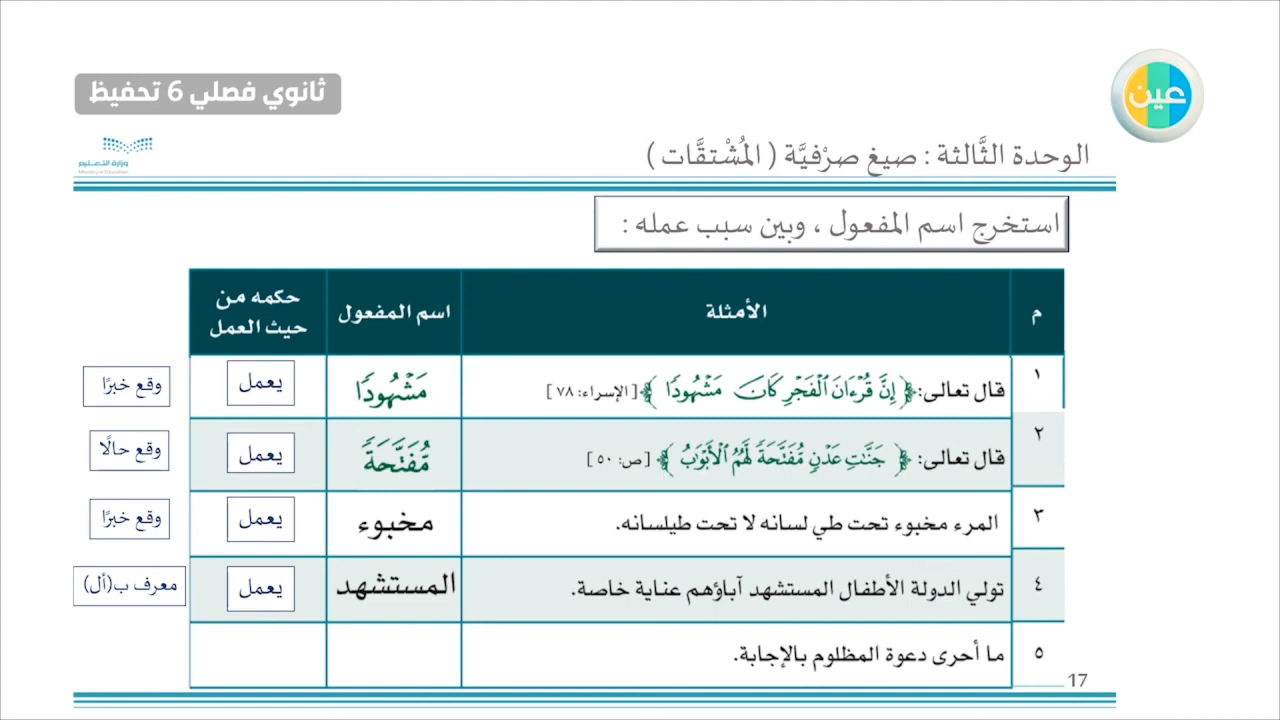 ثانوي فصلي 6 تحفيظ
عين
وزارة التعليم
Ministry of Education
الوحدة الثَّالثة : صيغ صرْفيَّة ( المُشْتقَّات )
استخرج اسم المفعول ، وبين سبب عمله :
م الأمثلة اسم المفعول حكمه من حيث العمل
١ قال تعالى: ﴿ إِنَّ قُرْءَانَ ٱلْفَجْرِ كَانَ مَشْهُودًا ﴾ [الإسراء: ٧٨] مَشْهُودًا يعمل وقع خبرًا
٢ قال تعالى: ﴿ جَنَّٰتِ عَدْنٍ مُّفَتَّحَةً لَّهُمُ ٱلْأَبْوَٰبُ ﴾ [ص: ٥٠] مُّفَتَّحَةً يعمل وقع حالًا
٣ المرء مخبوء تحت طي لسانه لا تحت طيلسانه. مخبوء يعمل وقع خبرًا
٤ تولي الدولة الأطفال المستشهد آباؤهم عناية خاصة. المستشهد يعمل معرف ب(أل)
٥ ما أحرى دعوة المظلوم بالإجابة.
17